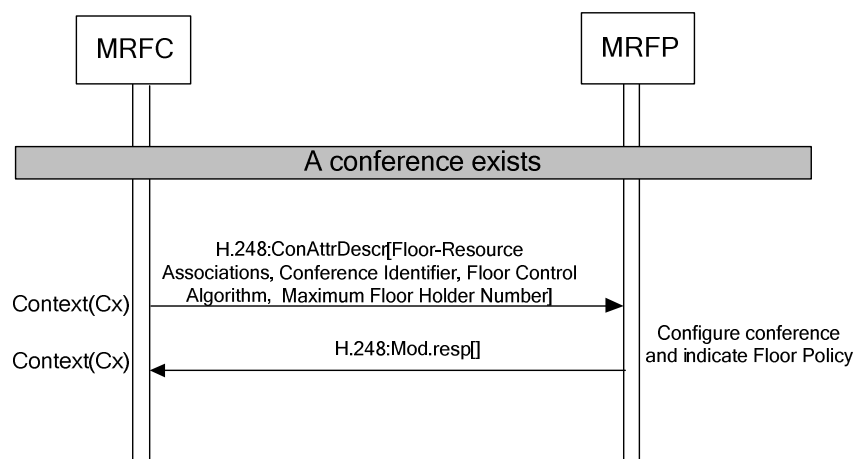 MRFC
MRFP
A conference exists
H.248:ConAttrDescr[Floor-Resource
Associations, Conference Identifier, Floor Control
Algorithm, Maximum Floor Holder Number]
Context(Cx)
Configure conference
and indicate Floor Policy
H.248:Mod.resp[]
Context(Cx)